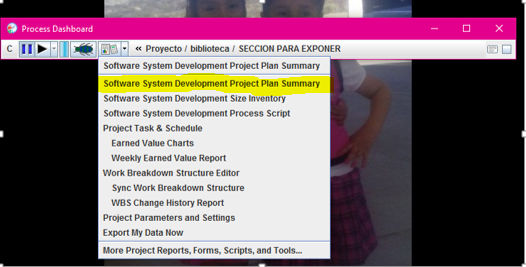 Process Dashboard
C « Proyecto / biblioteca / SECCION PARA EXPONER
Software System Development Project Plan Summary
Software System Development Project Plan Summary
Software System Development Size Inventory
Software System Development Process Script
Project Task & Schedule
Earned Value Charts
Weekly Earned Value Report
Work Breakdown Structure Editor
Sync Work Breakdown Structure
WBS Change History Report
Project Parameters and Settings
Export My Data Now
More Project Reports, Forms, Scripts, and Tools...